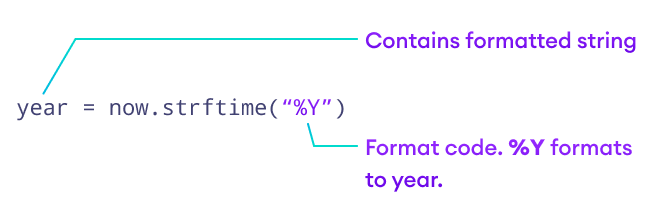 Contains formatted string
year = now.strftime(“%Y”)
Format code. %Y formats
to year.